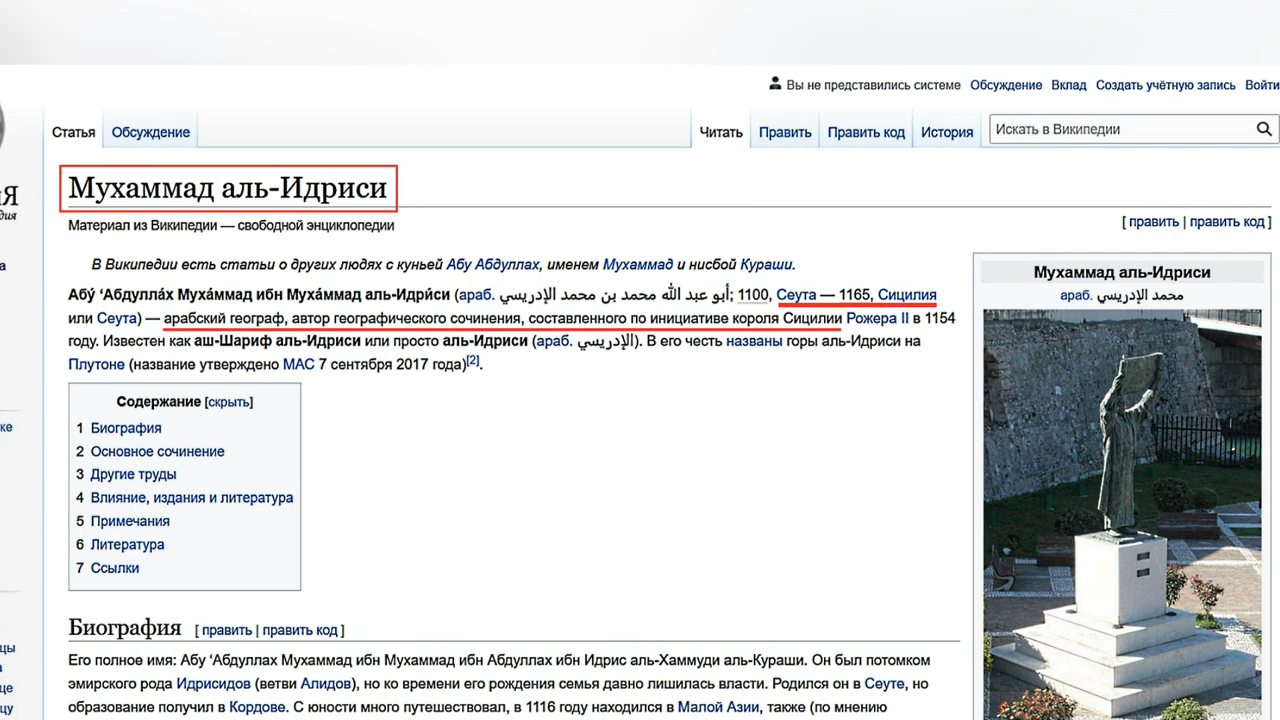 Вы не представились системе Обсуждение Вклад Создать учётную запись Войти
Статья Обсуждение Читать Править Править код История Искать в Википедии
Мухаммад аль-Идриси
Материал из Википедии — свободной энциклопедии
[ править | править код ]
В Википедии есть статьи о других людях с куньей Абу Абдуллах, именем Мухаммад и нисбой Кураши.
Абу́ ‘Абдулла́х Муха́ммад ибн Муха́ммад аль-Идри́си (араб. أبو عبد الله محمد بن محمد الإدريسي; 1100, Сеута — 1165, Сицилия
или Сеута) — арабский географ, автор географического сочинения, составленного по инициативе короля Сицилии Рожера II в 1154
году. Известен как аш-Шариф аль-Идриси или просто аль-Идриси (араб. الإدريسي). В его честь названы горы аль-Идриси на
Плутоне (название утверждено МАС 7 сентября 2017 года)[2].
Содержание [скрыть]
1 Биография
2 Основное сочинение
3 Другие труды
4 Влияние, издания и литература
5 Примечания
6 Литература
7 Ссылки
Биография [ править | править код ]
Его полное имя: Абу ‘Абдуллах Мухаммад ибн Мухаммад ибн Абдуллах ибн Идрис аль-Хаммуди аль-Кураши. Он был потомком
эмирского рода Идрисидов (ветви Алидов), но ко времени его рождения семья давно лишилась власти. Родился он в Сеуте, но
образование получил в Кордове. С юности много путешествовал, в 1116 году находился в Малой Азии, также (по мнению
Мухаммад аль-Идриси
араб. محمد الإدريسي